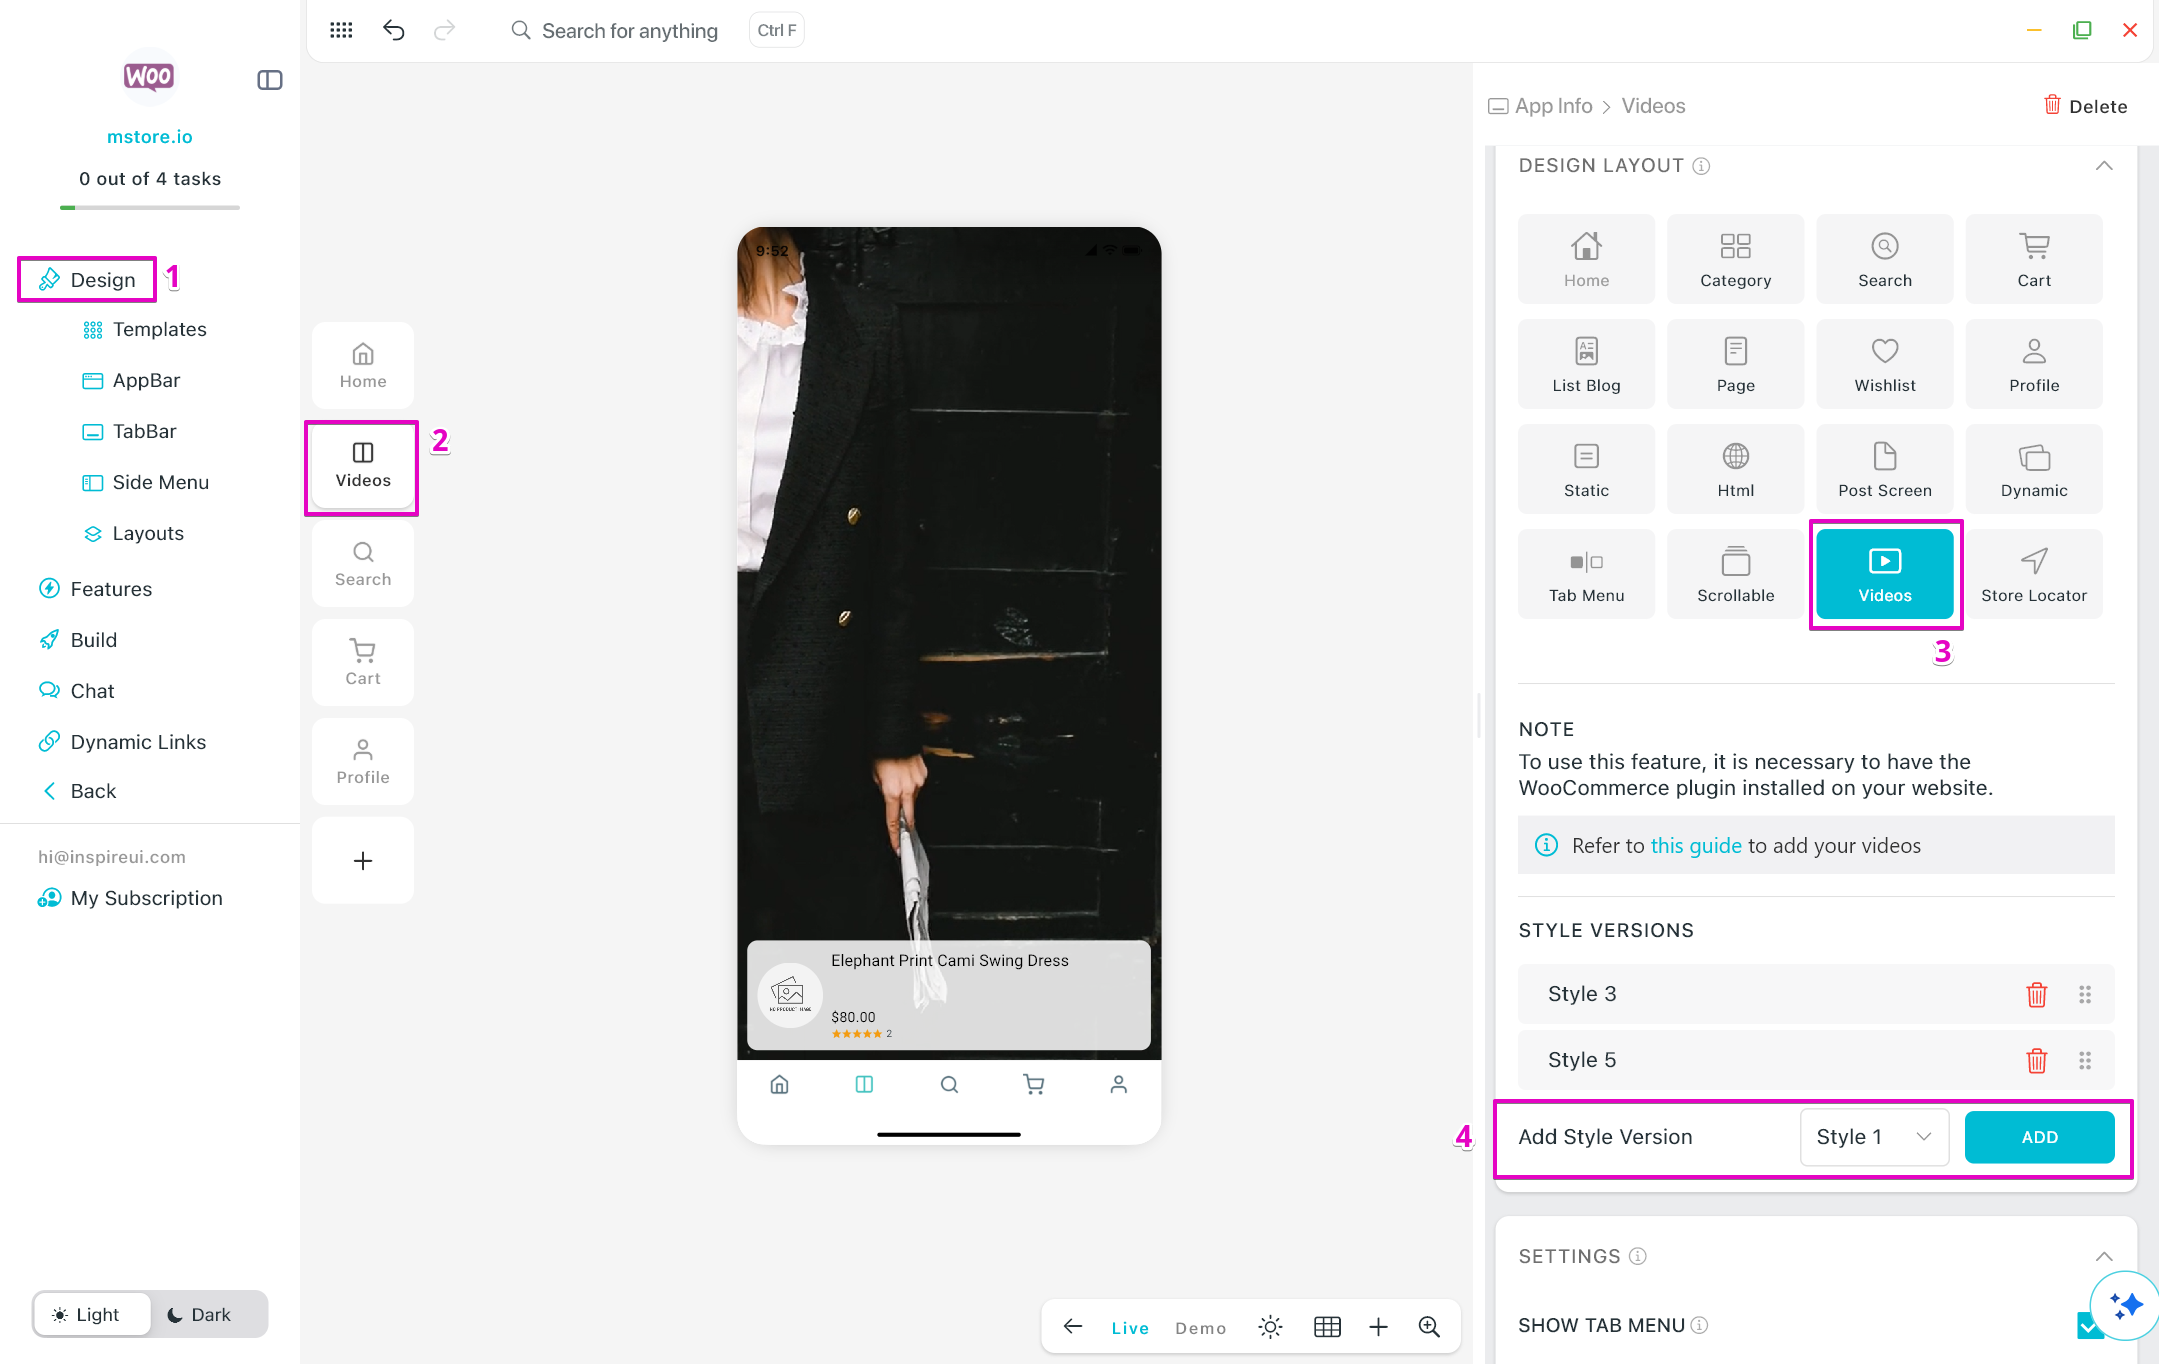 Search for anything
Ctrl F
Woo
mstore.io
0 out of 4 tasks
Design
1
Templates
AppBar
TabBar
Side Menu
Layouts
Features
Build
Chat
Dynamic Links
Back
hi@inspireui.com
My Subscription
Light
Dark
Home
Videos
2
Search
Cart
Profile
9:52
Elephant Print Cami Swing Dress
NO PRODUCT IMAGE
$80.00
2
Live
Demo
App Info > Videos
Delete
DESIGN LAYOUT
Home
Category
Search
Cart
List Blog
Page
Wishlist
Profile
Static
Html
Post Screen
Dynamic
Tab Menu
Scrollable
Videos
Store Locator
3
NOTE
To use this feature, it is necessary to have the
WooCommerce plugin installed on your website.
Refer to this guide to add your videos
STYLE VERSIONS
Style 3
Style 5
4
Add Style Version
Style 1
ADD
SETTINGS
SHOW TAB MENU